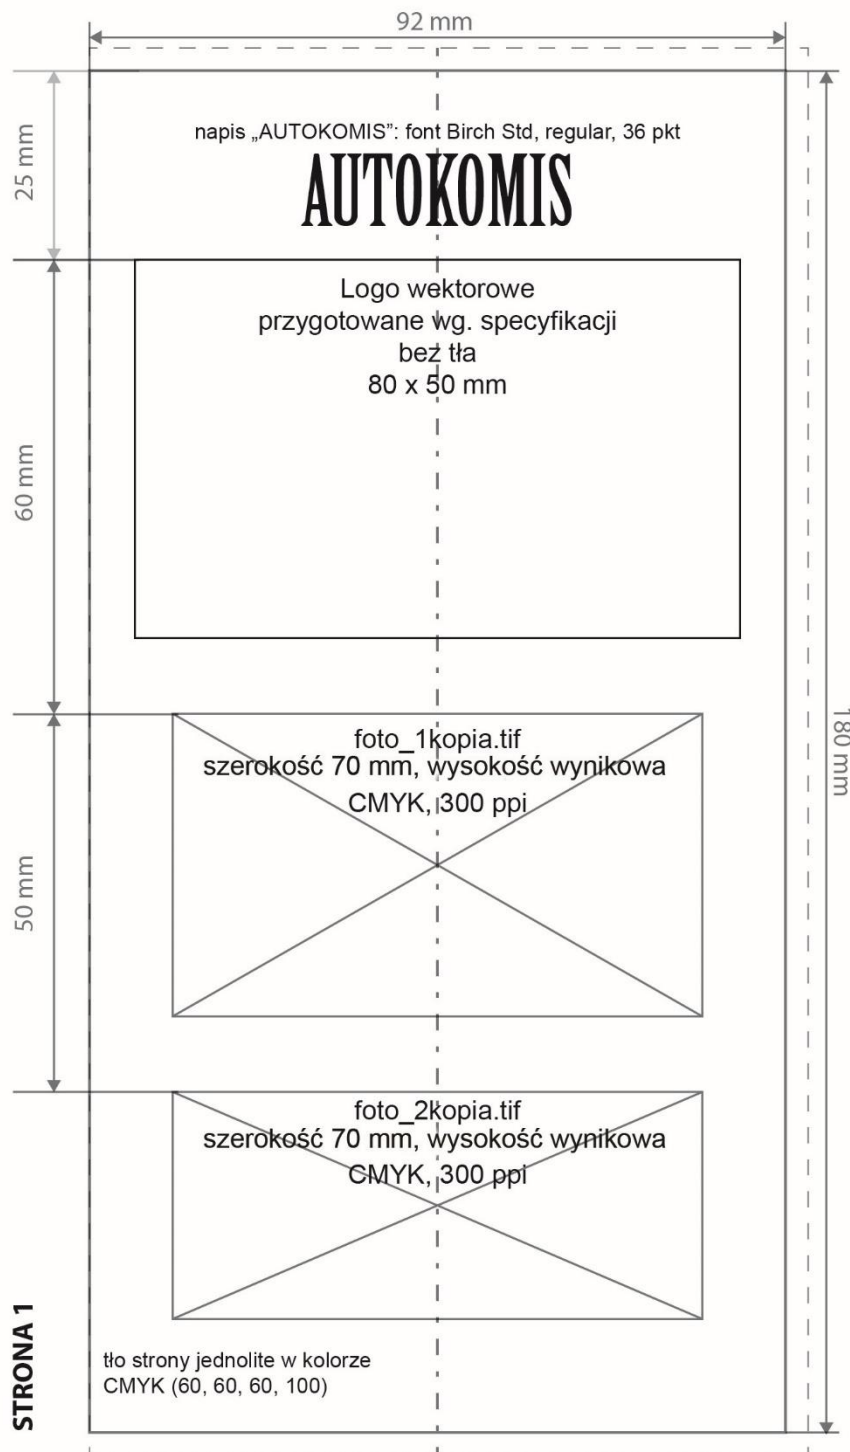 92 mm
25 mm
napis „AUTOKOMIS”: font Birch Std, regular, 36 pkt
AUTOKOMIS
60 mm
Logo wektorowe
przygotowane wg. specyfikacji
bez tła
80 x 50 mm
180 mm
50 mm
foto_1kopia.tif
szerokość 70 mm, wysokość wynikowa
CMYK, 300 ppi
foto_2kopia.tif
szerokość 70 mm, wysokość wynikowa
CMYK, 300 ppi
STRONA 1
tło strony jednolite w kolorze
CMYK (60, 60, 60, 100)